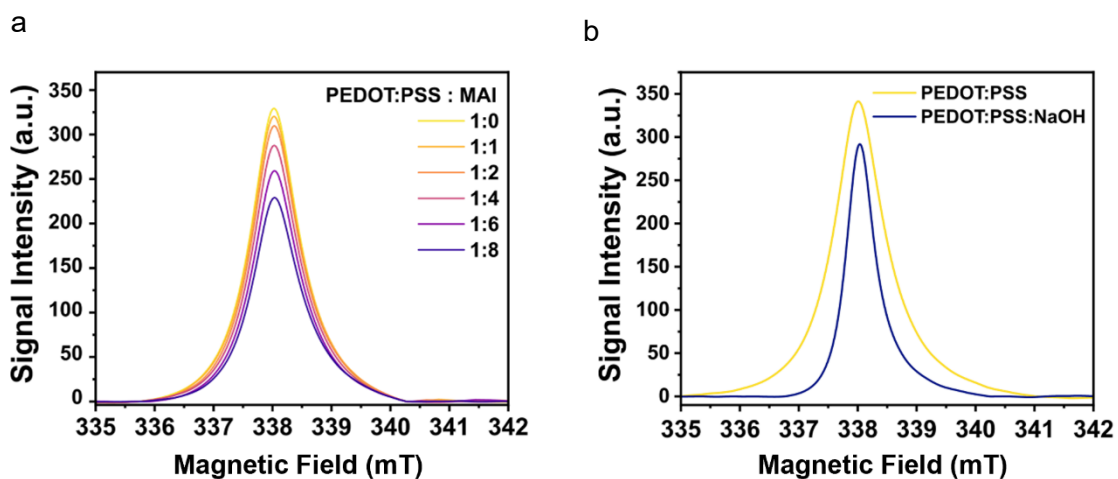 a
PEDOT:PSS : MAI
1:0
1:1
1:2
1:4
1:6
1:8
350
300
250
200
150
100
50
0
Signal Intensity (a.u.)
335 336 337 338 339 340 341 342
Magnetic Field (mT)
b
PEDOT:PSS
PEDOT:PSS:NaOH
350
300
250
200
150
100
50
0
Signal Intensity (a.u.)
335 336 337 338 339 340 341 342
Magnetic Field (mT)